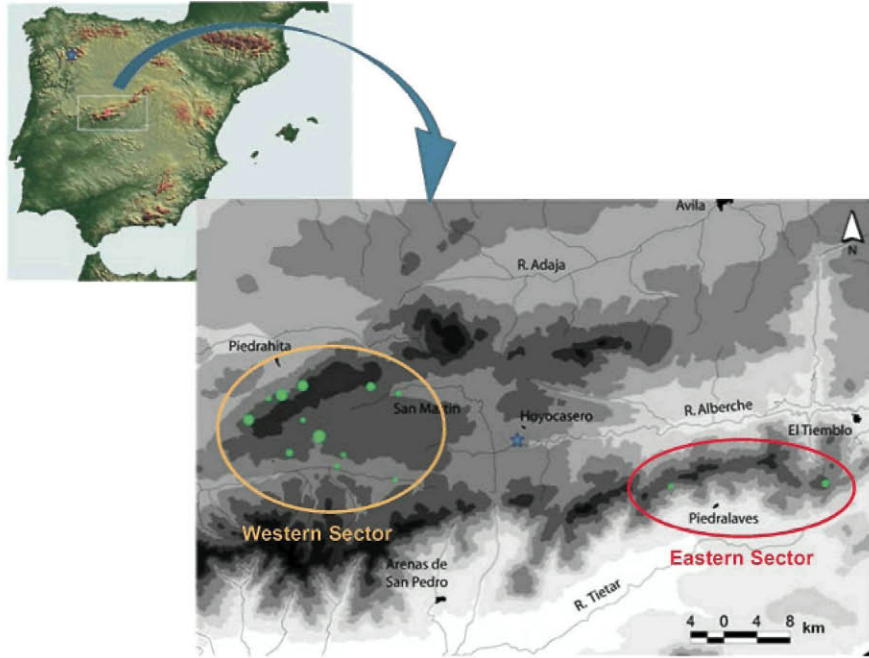 Avila
N
R. Adaja
Piedrahita
San Martín
Hoyocasero
R. Alberche
El Tiemblo
Western Sector
Piedralaves
Eastern Sector
Arenas de
San Pedro
R. Tietar
4 0 4 8 km